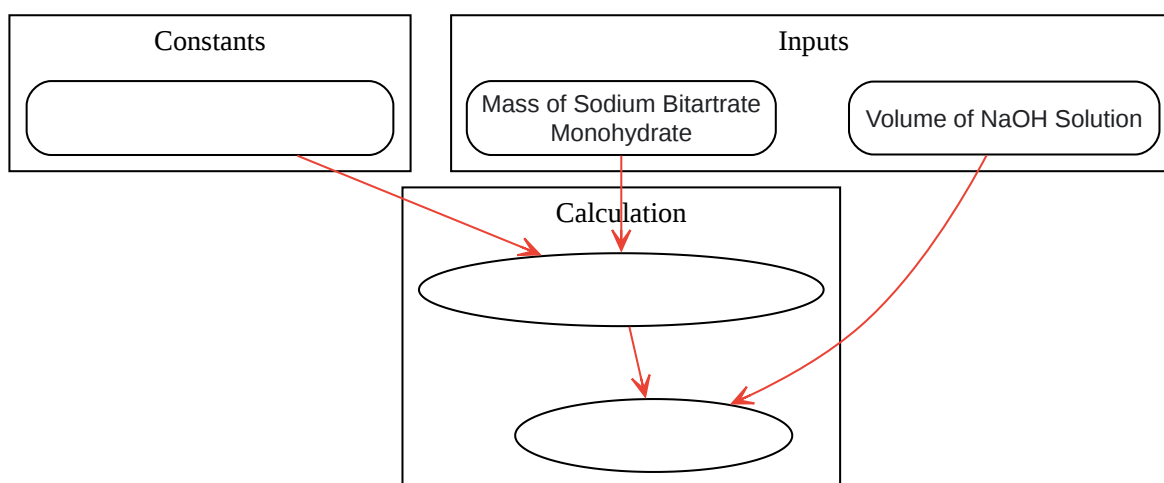 Constants
Inputs
Mass of Sodium Bitartrate
Monohydrate
Volume of NaOH Solution
Calculation